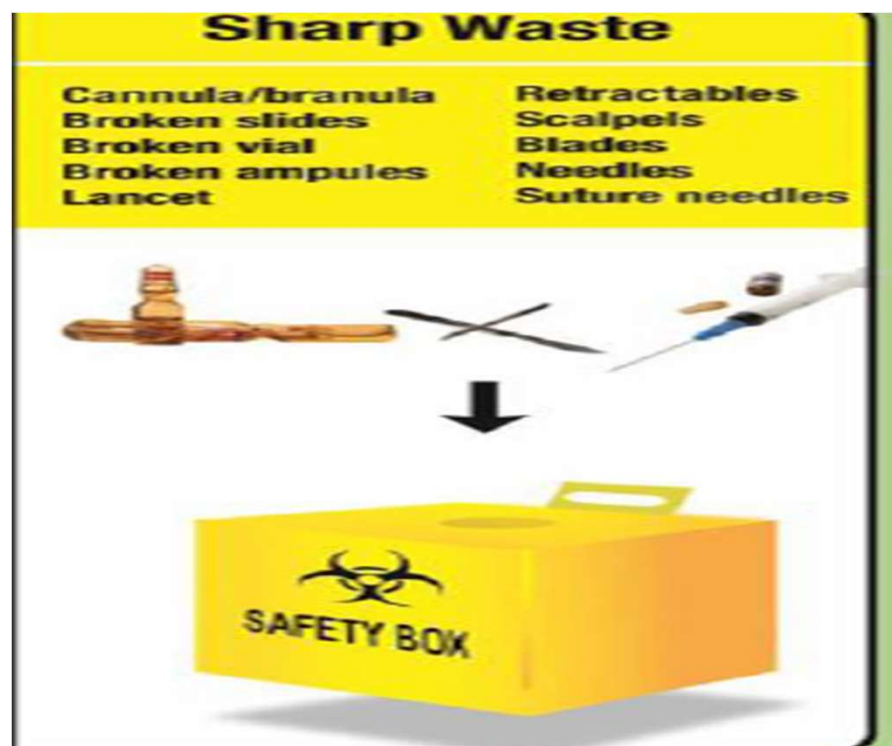 Sharp Waste
Cannula/branula
Broken slides
Broken vial
Broken ampules
Lancet
Retractables
Scalpels
Blades
Needles
Suture needles
SAFETY BOX